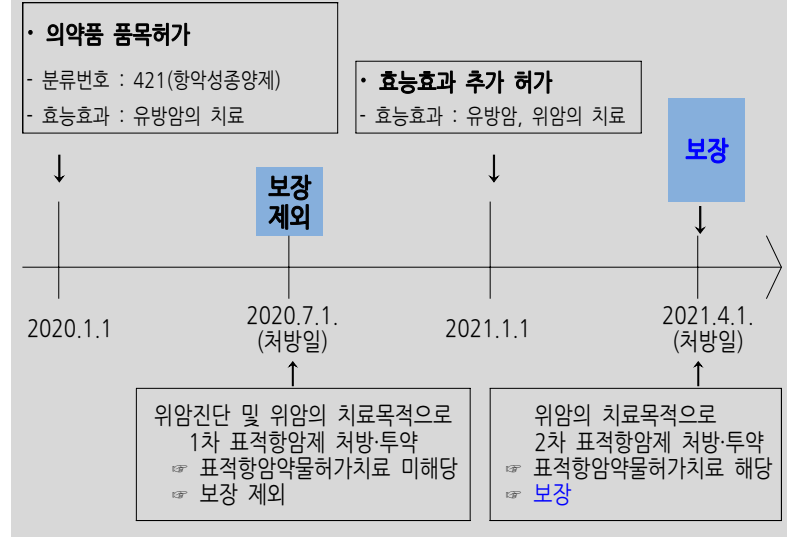 · 의약품 품목허가
- 분류번호 : 421(항악성종양제)
- 효능효과 : 유방암의 치료
· 효능효과 추가 허가
- 효능효과 : 유방암, 위암의 치료
보장
제외
보장
2020.1.1
2020.7.1.
(처방일)
2021.1.1
2021.4.1.
(처방일)
위암진단 및 위암의 치료목적으로
1차 표적항암제 처방·투약
☞ 표적항암약물허가치료 미해당
☞ 보장 제외
위암의 치료목적으로
2차 표적항암제 처방·투약
☞ 표적항암약물허가치료 해당
☞ 보장